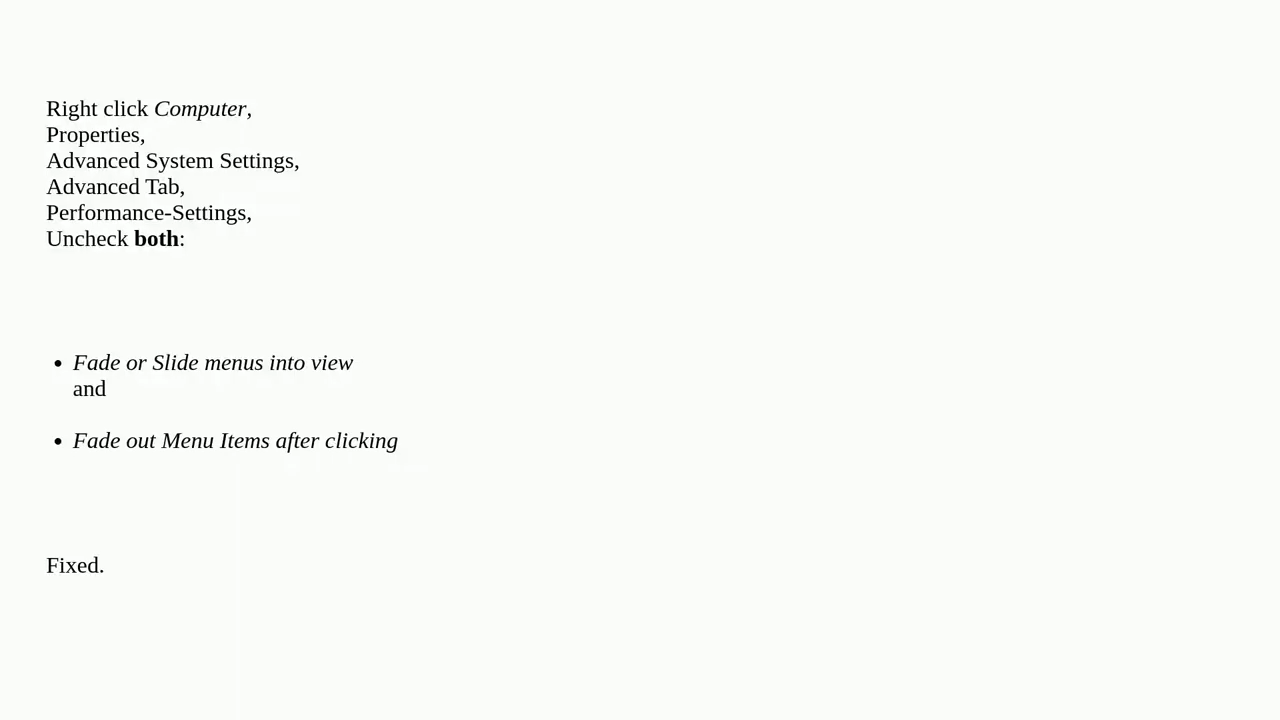 Right click Computer,
Properties,
Advanced System Settings,
Advanced Tab,
Performance-Settings,
Uncheck both:
• Fade or Slide menus into view
and
• Fade out Menu Items after clicking
Fixed.